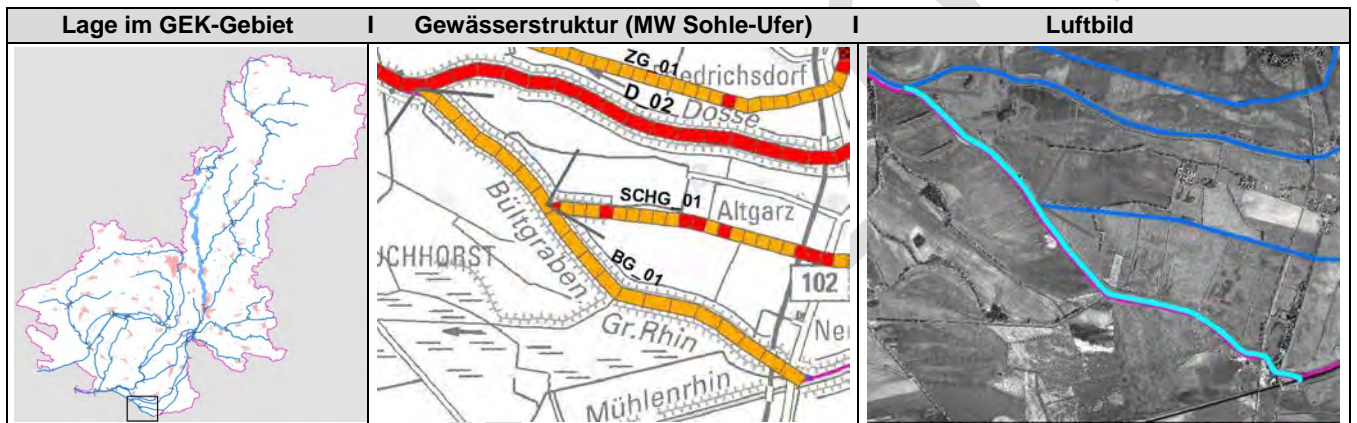 Lage im GEK-Gebiet I Gewässerstruktur (MW Sohle-Ufer) I Luftbild
ZG_01
edrichsdorf
D_02
Dosse
SCHG_01
Altgarz
Bültgraben
BG_01
CHHORST
102
Gr. Rhin
Ne
Mühlenrhin